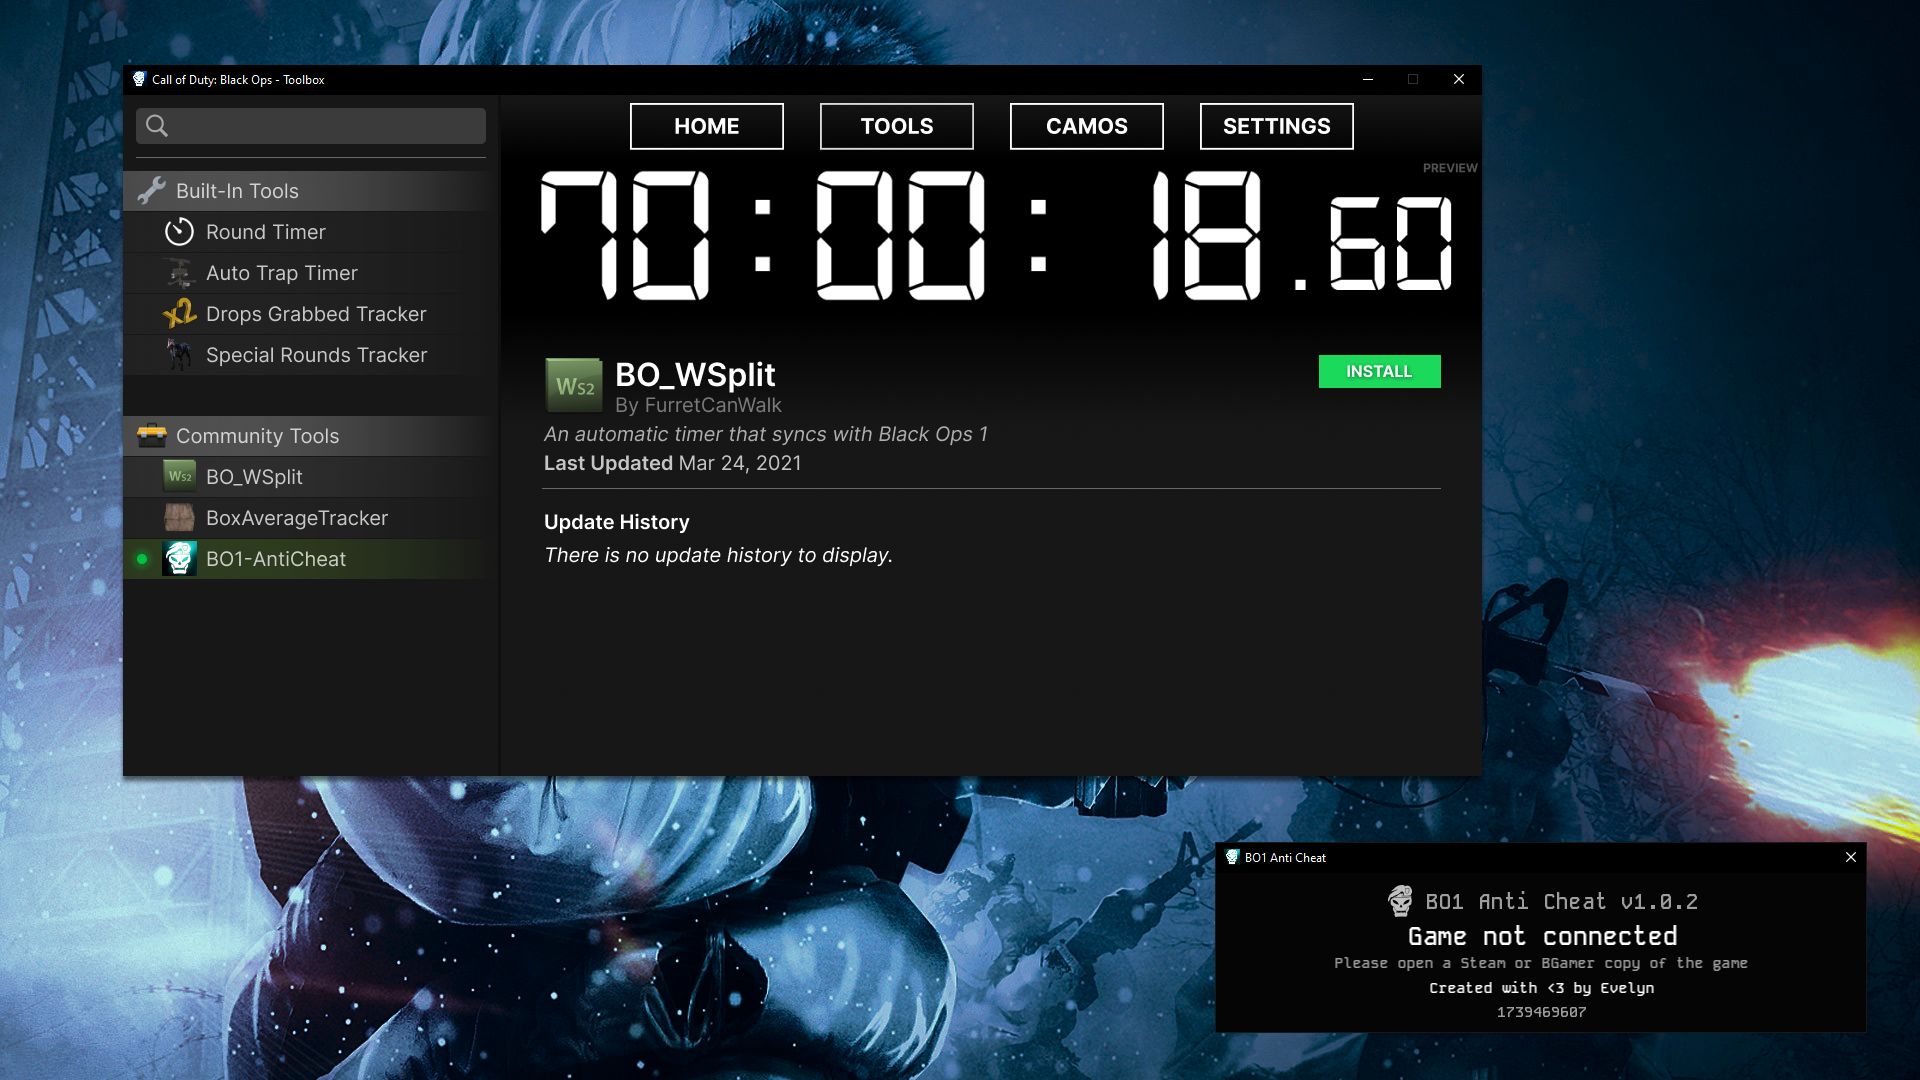 Call of Duty: Black Ops - Toolbox
HOME
TOOLS
CAMOS
SETTINGS
Built-In Tools
Round Timer
Auto Trap Timer
x2 Drops Grabbed Tracker
Special Rounds Tracker
Community Tools
WS2 BO_WSplit
BoxAverageTracker
BO1-AntiCheat
PREVIEW
70:00:18.60
WS2
BO_WSplit
INSTALL
By FurretCanWalk
An automatic timer that syncs with Black Ops 1
Last Updated Mar 24, 2021
Update History
There is no update history to display.
BO1 Anti Cheat
BO1 Anti Cheat v1.0.2
Game not connected
Please open a Steam or BGamer copy of the game
Created with <3 by Evelyn
1739469607